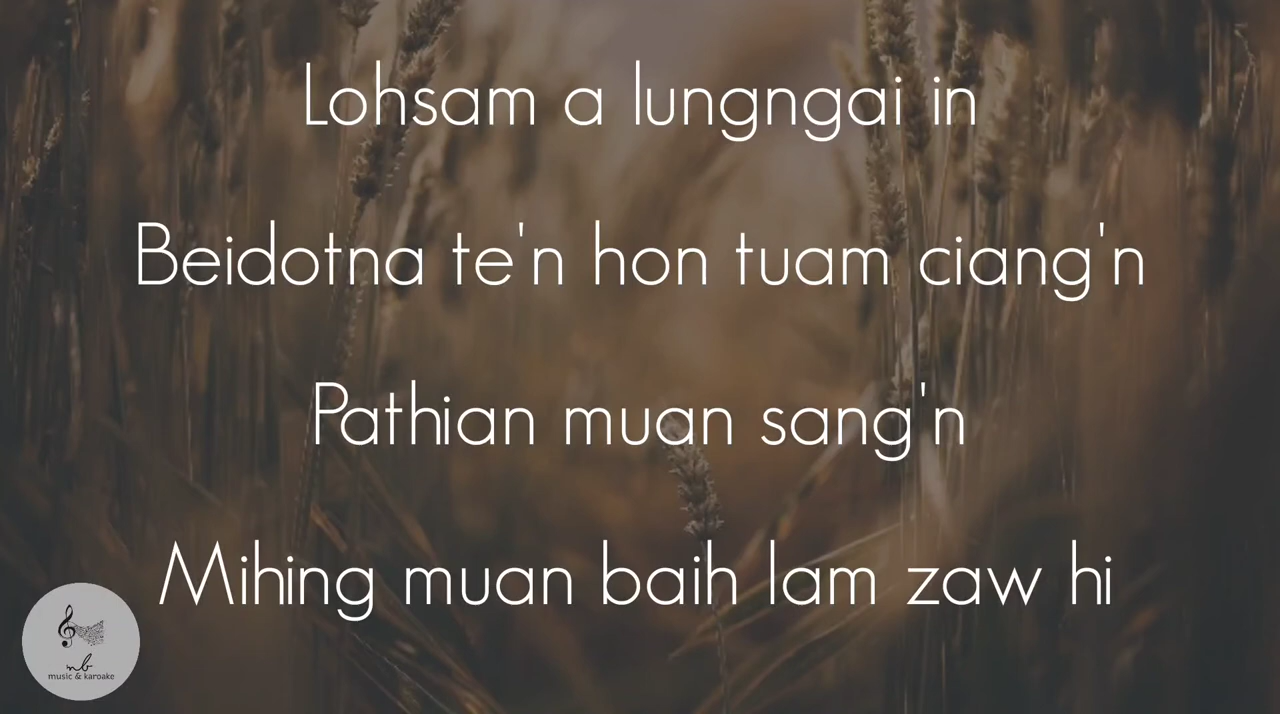 Lohsam a lungngai in
Beidotna te'n hon tuam ciang'n
Pathian muan sang'n
Mihing muan baih lam zaw hi
nb
music & karoake